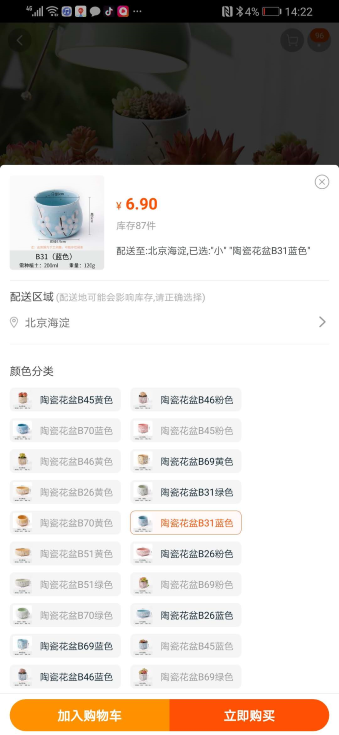 4G
4% 14:22
B31（蓝色）
需种植土：200ml 重量：120g
¥ 6.90
库存87件
配送至:北京海淀,已选:"小" "陶瓷花盆B31蓝色"
配送区域 (配送地可能会影响库存,请正确选择)
北京海淀
颜色分类
陶瓷花盆B45黄色 陶瓷花盆B46粉色
陶瓷花盆B70蓝色 陶瓷花盆B45粉色
陶瓷花盆B46黄色 陶瓷花盆B69黄色
陶瓷花盆B26黄色 陶瓷花盆B31绿色
陶瓷花盆B70黄色 陶瓷花盆B31蓝色
陶瓷花盆B51黄色 陶瓷花盆B26粉色
陶瓷花盆B51绿色 陶瓷花盆B69粉色
陶瓷花盆B70绿色 陶瓷花盆B26蓝色
陶瓷花盆B69蓝色 陶瓷花盆B45蓝色
陶瓷花盆B46蓝色 陶瓷花盆B69绿色
加入购物车 立即购买